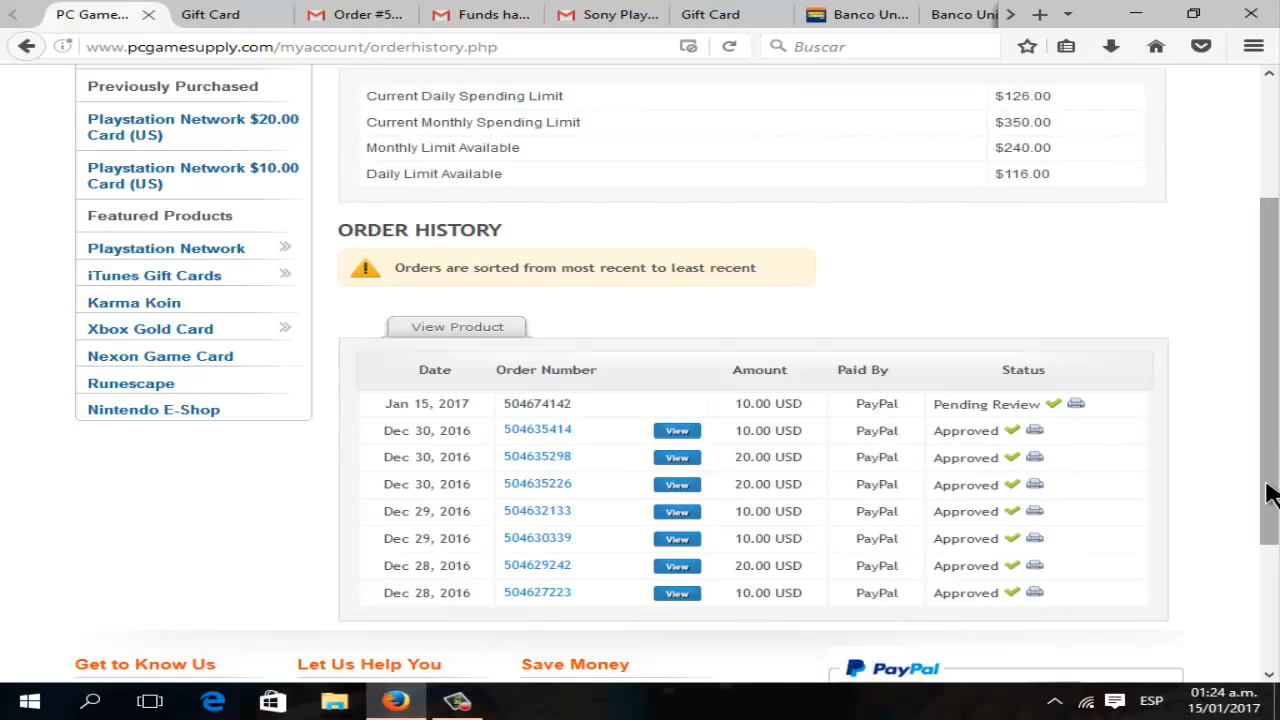 PC Game...
Gift Card
Order #5...
Funds ha...
Sony Play...
Gift Card
Banco Un...
Banco Uni
www.pcgamesupply.com/myaccount/orderhistory.php
Buscar
Previously Purchased
Playstation Network $20.00
Card (US)
Playstation Network $10.00
Card (US)
Featured Products
Playstation Network
iTunes Gift Cards
Karma Koin
Xbox Gold Card
Nexon Game Card
Runescape
Nintendo E-Shop
Current Daily Spending Limit $126.00
Current Monthly Spending Limit $350.00
Monthly Limit Available $240.00
Daily Limit Available $116.00
ORDER HISTORY
Orders are sorted from most recent to least recent
View Product
Date Order Number Amount Paid By Status
Jan 15, 2017 504674142 10.00 USD PayPal Pending Review
Dec 30, 2016 504635414 View 10.00 USD PayPal Approved
Dec 30, 2016 504635298 View 20.00 USD PayPal Approved
Dec 30, 2016 504635226 View 20.00 USD PayPal Approved
Dec 29, 2016 504632133 View 10.00 USD PayPal Approved
Dec 29, 2016 504630339 View 10.00 USD PayPal Approved
Dec 28, 2016 504629242 View 20.00 USD PayPal Approved
Dec 28, 2016 504627223 View 10.00 USD PayPal Approved
Get to Know Us
Let Us Help You
Save Money
PayPal
ESP
01:24 a.m.
15/01/2017